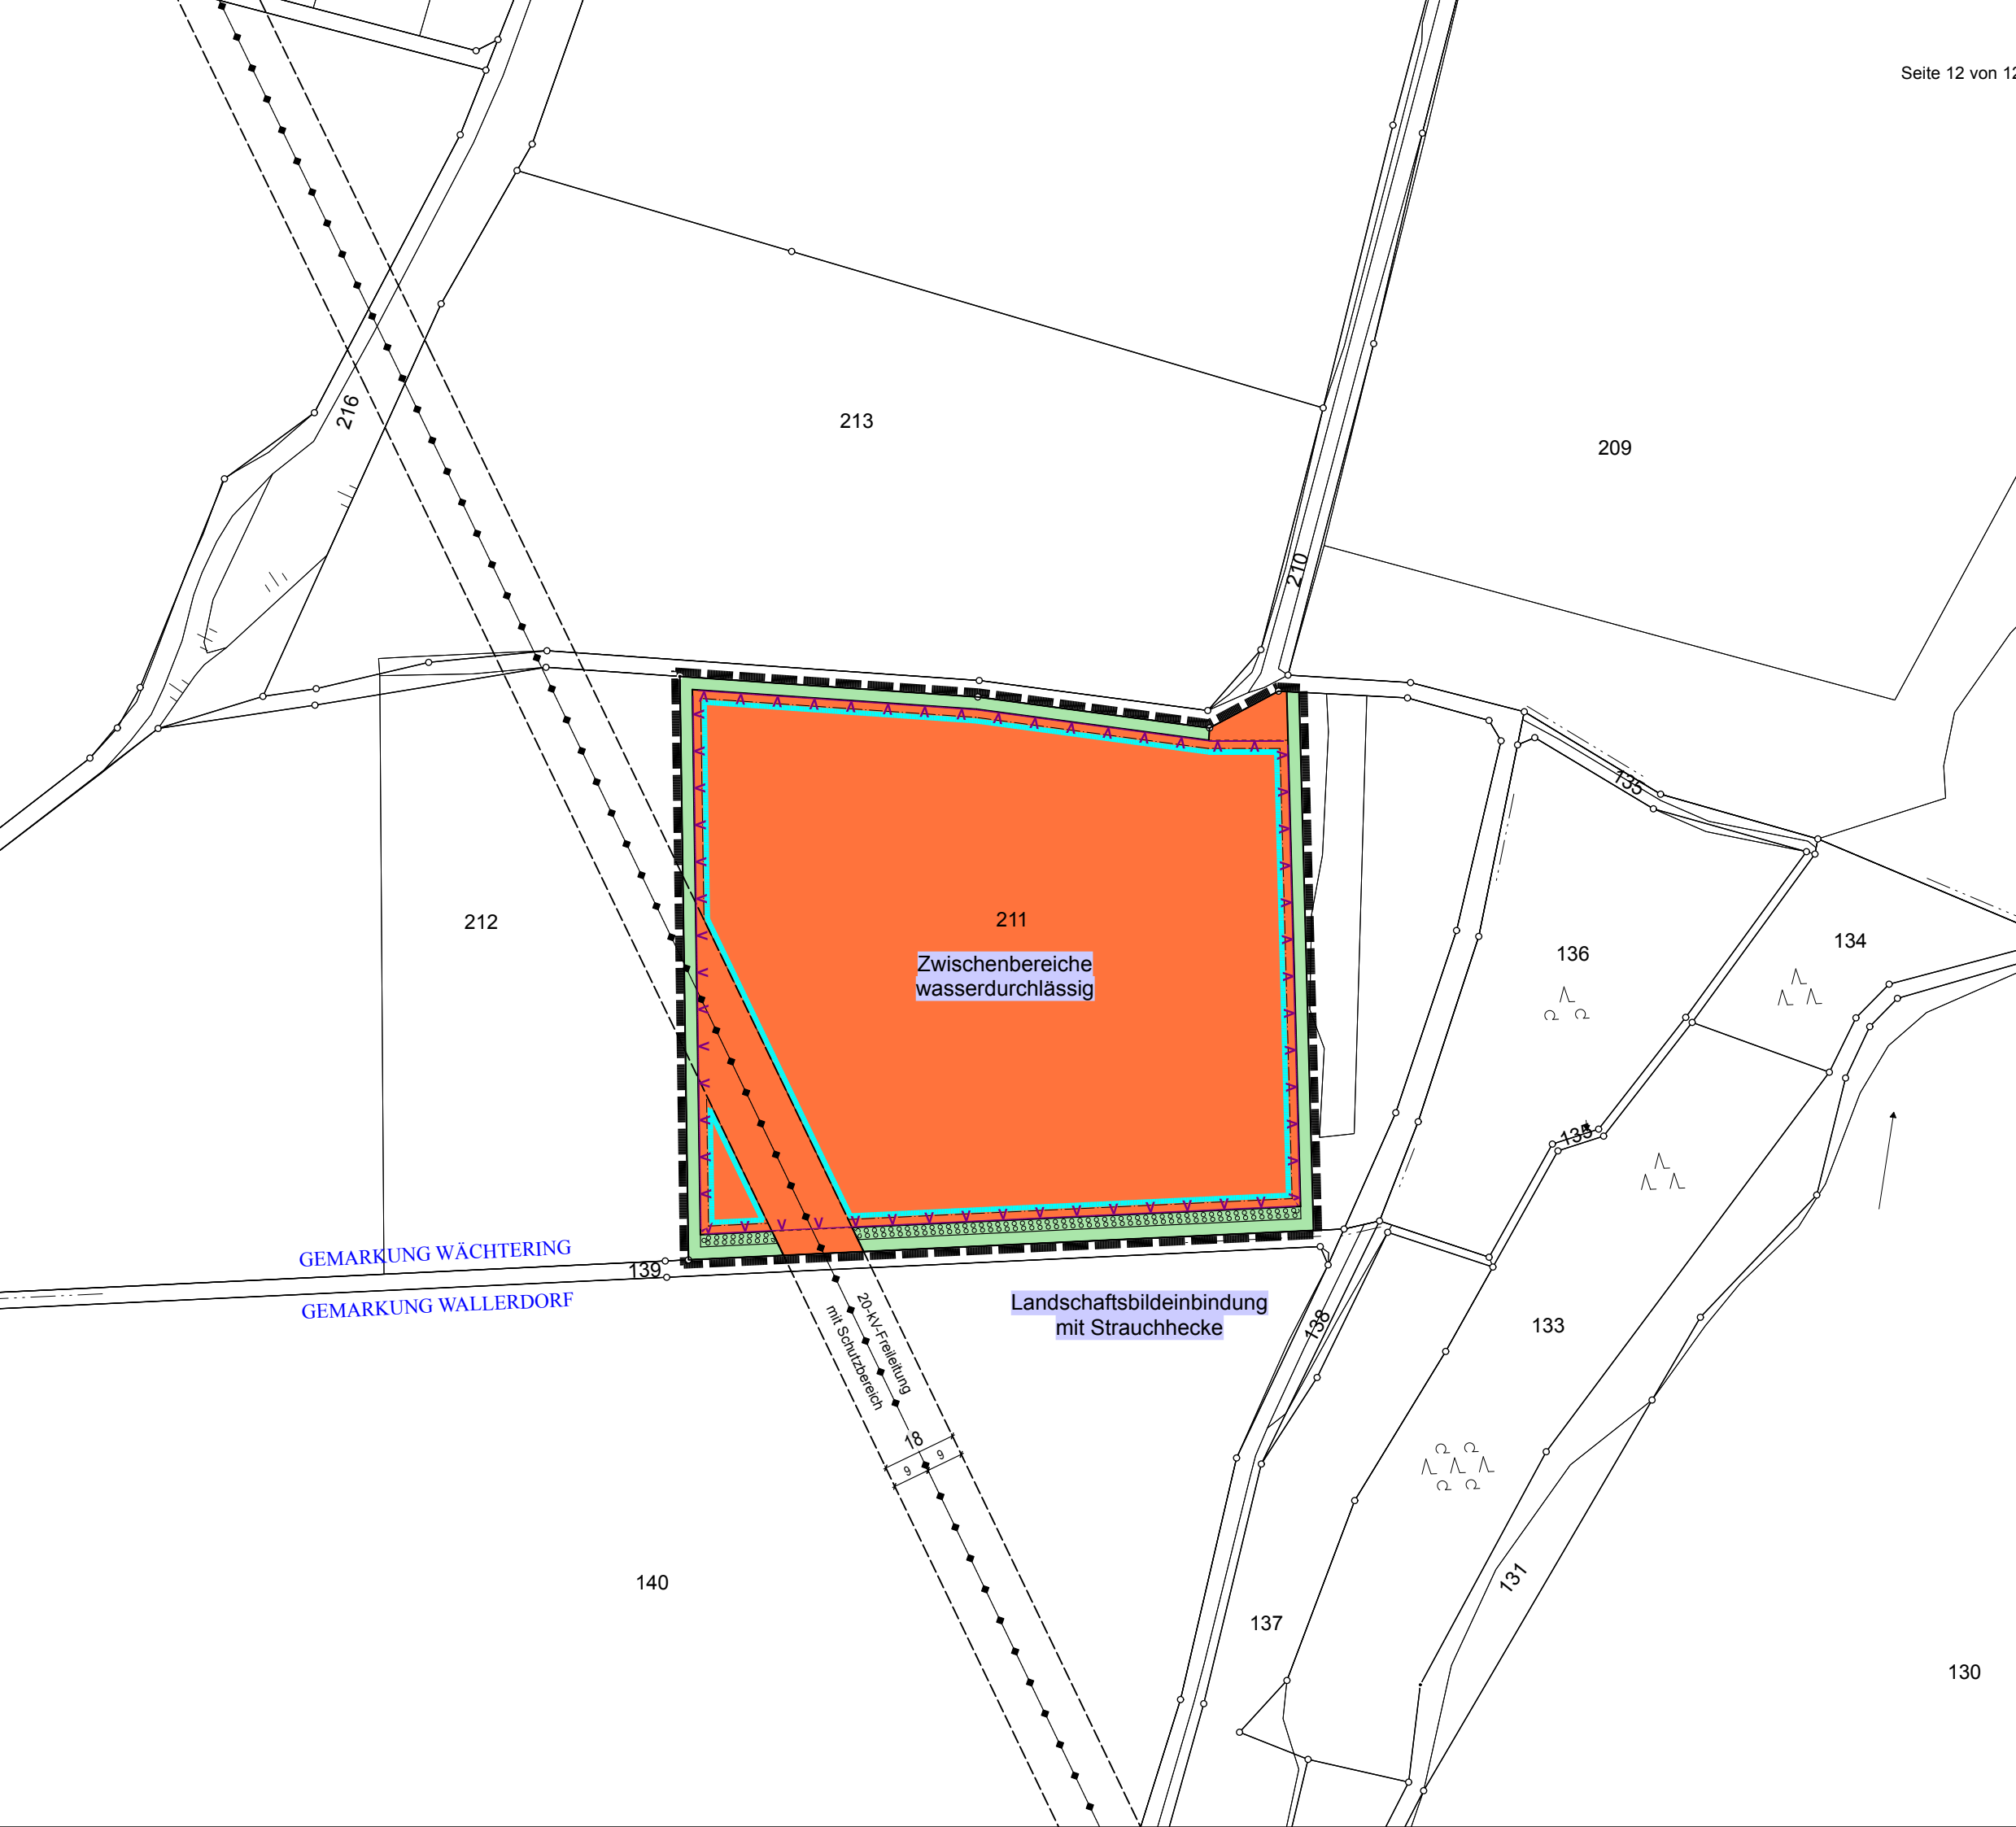 Seite 12 von 12
216
213
209
210
135
212
211
Zwischenbereiche
wasserdurchlässig
136
134
135
GEMARKUNG WÄCHTERING
139
GEMARKUNG WALLERDORF
Landschaftsbildeinbindung
mit Strauchhecke
138
133
20-kV-Freileitung
mit Schutzbereich
18
9
9
140
131
137
130